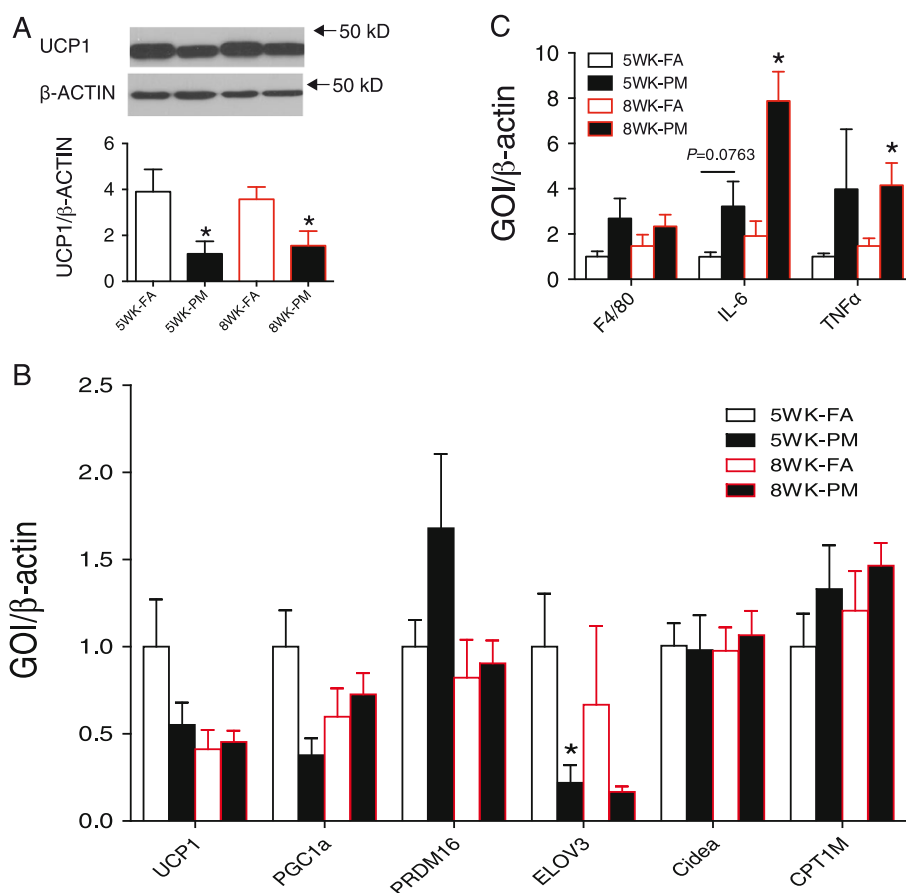 A
UCP1
50 kD
β-ACTIN
50 kD
UCP1/β-ACTIN
6
4
2
0
* *
5WK-FA 5WK-PM 8WK-FA 8WK-PM
C
GOI/β-actin
10
8
6
4
2
0
5WK-FA
5WK-PM
8WK-FA
8WK-PM
P=0.0763
* *
F4/80 IL-6 TNFα
B
GOI/β-actin
2.5
2.0
1.5
1.0
0.5
0.0
5WK-FA
5WK-PM
8WK-FA
8WK-PM
*
UCP1 PGC1a PRDM16 ELOV3 Cidea CPT1M